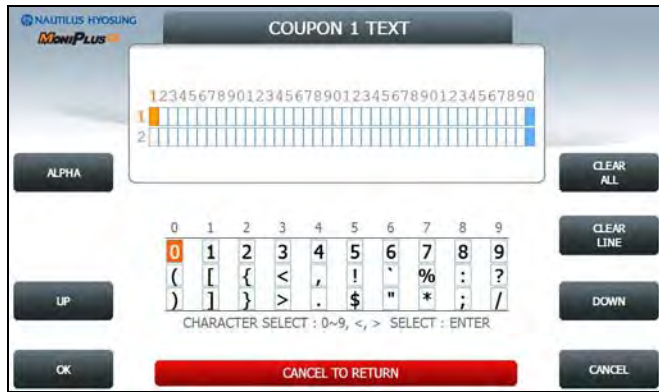 NAUTILUS HYOSUNG
MoniPlus
COUPON 1 TEXT
1234567890123456789012345678901234567890
1
2
ALPHA
CLEAR
ALL
0 1 2 3 4 5 6 7 8 9
0 1 2 3 4 5 6 7 8 9
( [ { < , ! ` % : ?
) ] } > . $ " * ; /
CLEAR
LINE
UP
DOWN
CHARACTER SELECT : 0~9, <, > SELECT : ENTER
OK
CANCEL TO RETURN
CANCEL